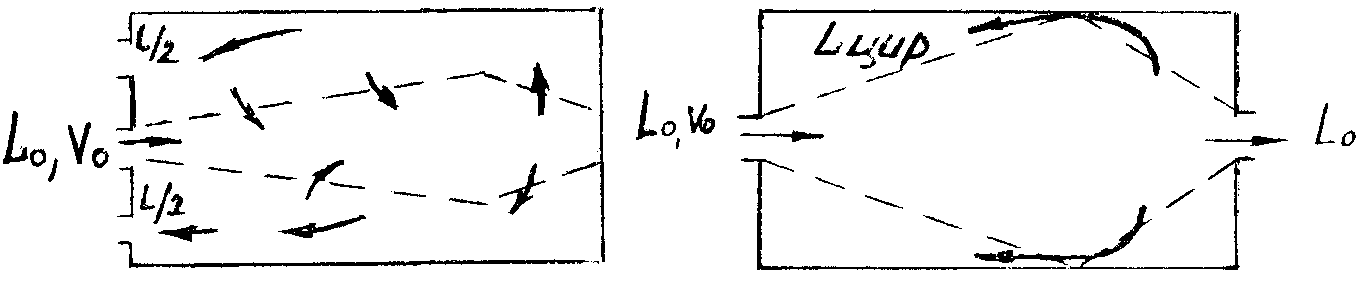 L/2
L₀, V₀
L/2
Lцир
L₀, V₀
L₀